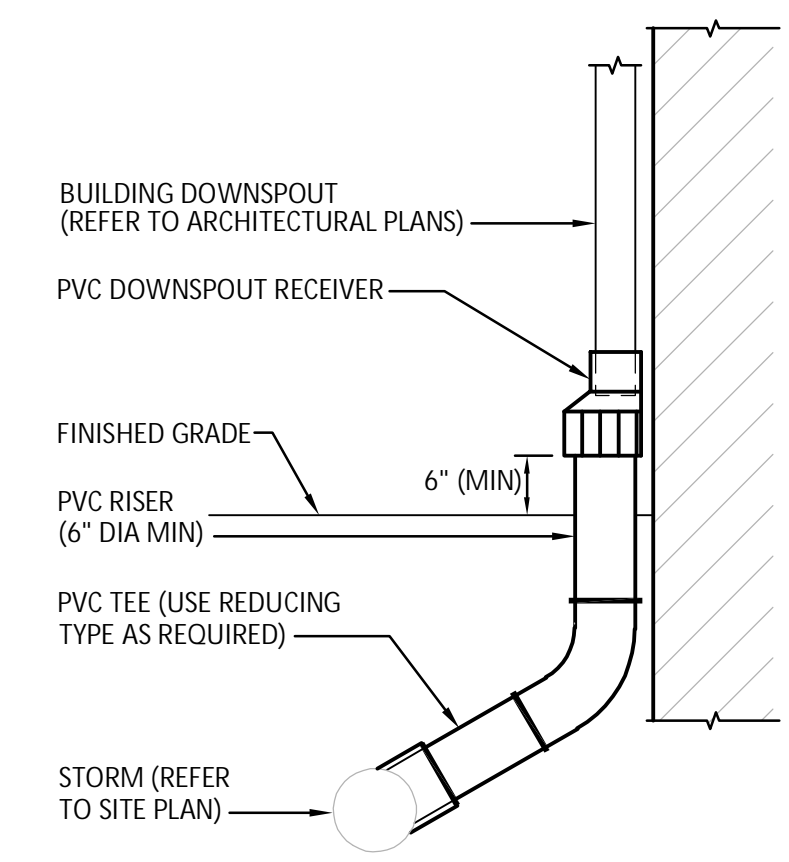 BUILDING DOWNSPOUT
(REFER TO ARCHITECTURAL PLANS)
PVC DOWNSPOUT RECEIVER
FINISHED GRADE
6" (MIN)
PVC RISER
(6" DIA MIN)
PVC TEE (USE REDUCING
TYPE AS REQUIRED)
STORM (REFER
TO SITE PLAN)